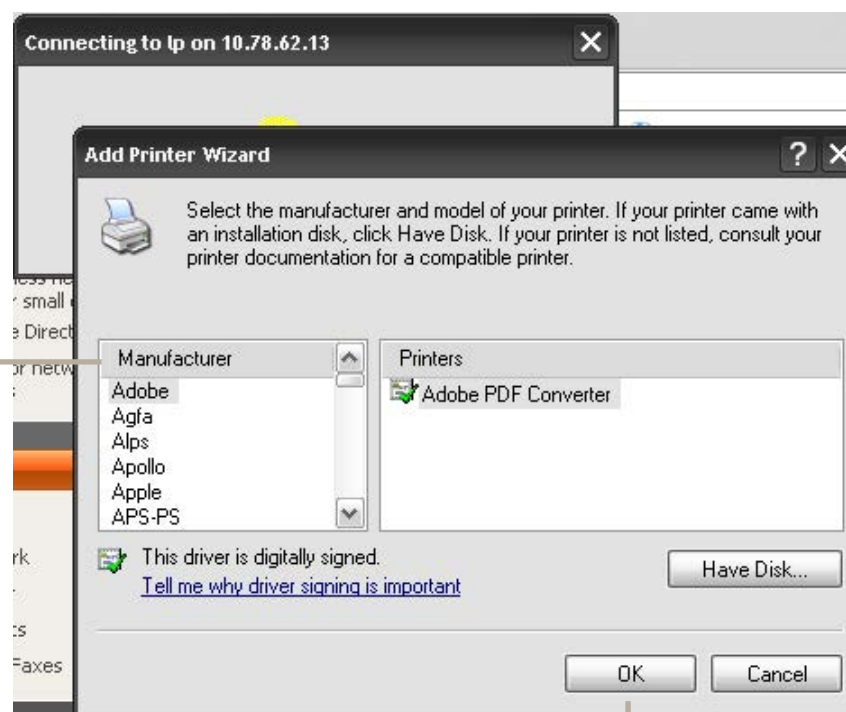 Connecting to lp on 10.78.62.13
Add Printer Wizard
Select the manufacturer and model of your printer. If your printer came with
an installation disk, click Have Disk. If your printer is not listed, consult your
printer documentation for a compatible printer.
small
Direct
Manufacturer
Printers
Adobe
Adobe PDF Converter
Agfa
Alps
Apollo
Apple
APS-PS
This driver is digitally signed.
Have Disk...
Tell me why driver signing is important
Faxes
OK
Cancel